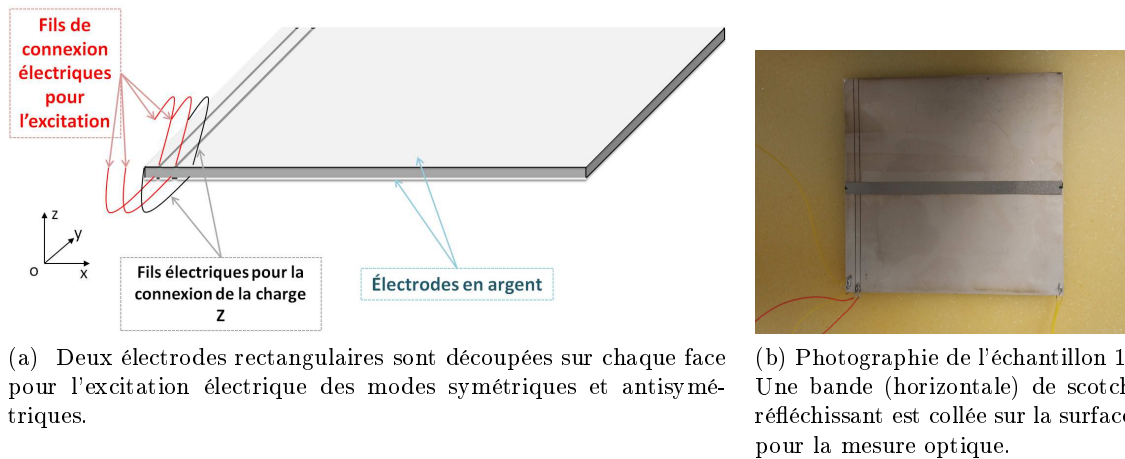 Fils de
connexion
électriques
pour
l'excitation
z
y
o
x
Fils électriques pour la
connexion de la charge
Z
Électrodes en argent
(a) Deux électrodes rectangulaires sont découpées sur chaque face
pour l'excitation électrique des modes symétriques et antisymé-
triques.
(b) Photographie de l'échantillon 1
Une bande (horizontale) de scotch
réfléchissant est collée sur la surface
pour la mesure optique.